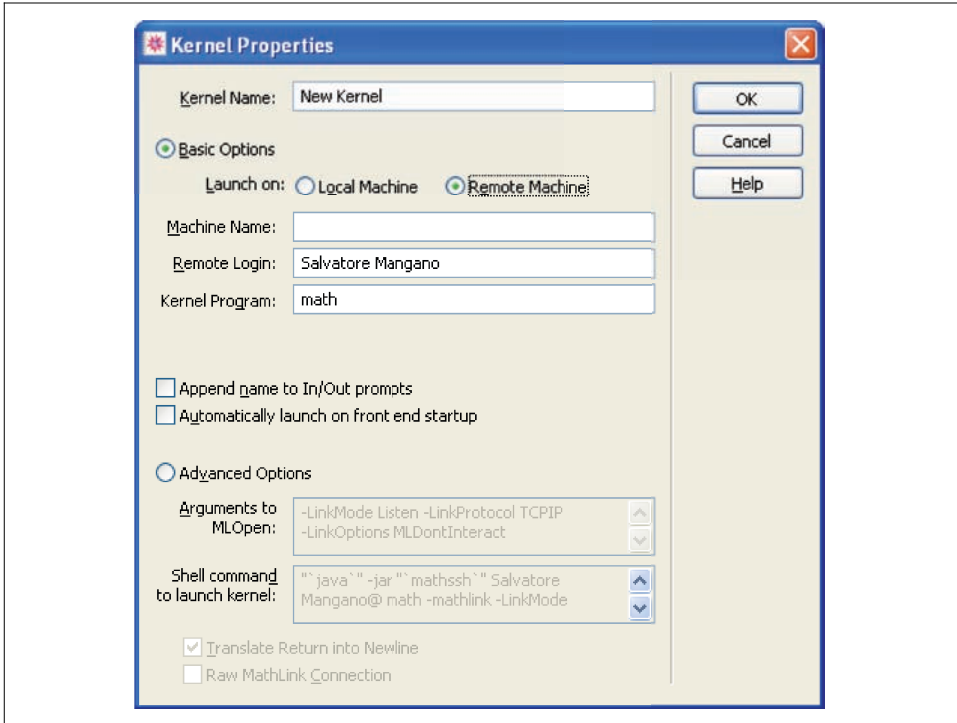 Kernel Properties
Kernel Name: New Kernel
OK
Basic Options
Cancel
Launch on: Local Machine Remote Machine
Help
Machine Name:
Remote Login: Salvatore Mangano
Kernel Program: math
Append name to In/Out prompts
Automatically launch on front end startup
Advanced Options
Arguments to
MLOpen:
-LinkMode Listen -LinkProtocol TCPIP
-LinkOptions MLDontInteract
Shell command
to launch kernel:
"`java`" -jar "`mathssh`" Salvatore
Mangano@ math -mathlink -LinkMode
Translate Return into Newline
Raw MathLink Connection